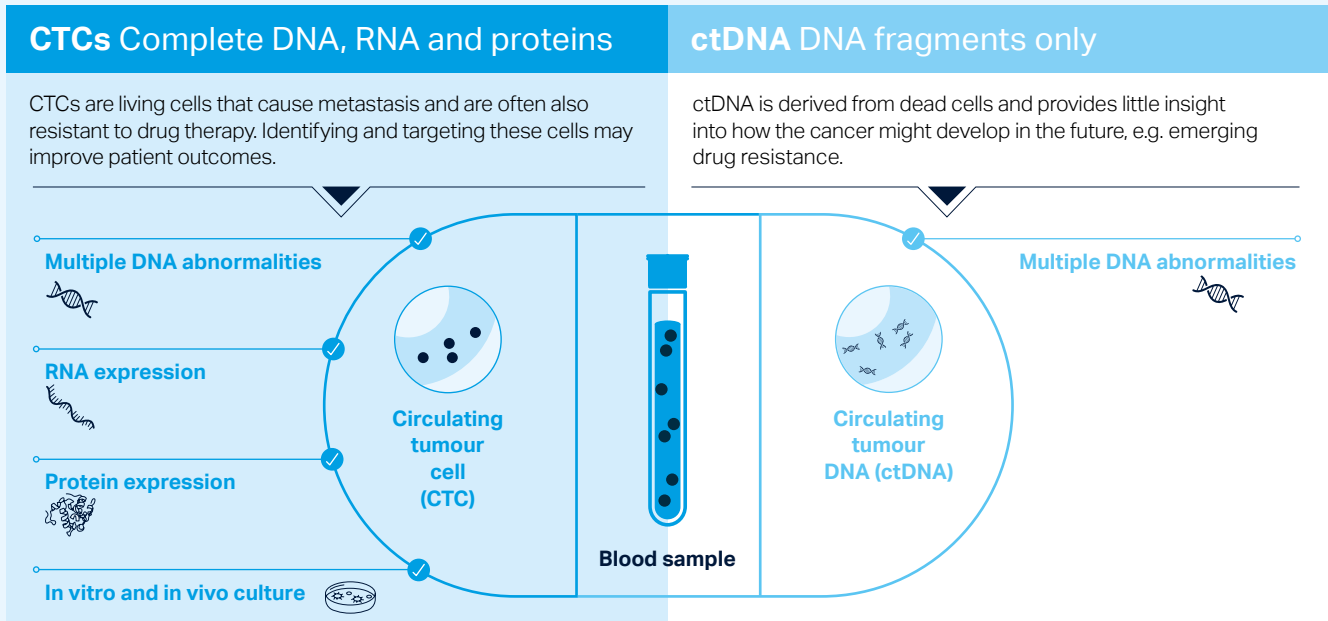 CTCs Complete DNA, RNA and proteins
CTCs are living cells that cause metastasis and are often also
resistant to drug therapy. Identifying and targeting these cells may
improve patient outcomes.
ctDNA DNA fragments only
ctDNA is derived from dead cells and provides little insight
into how the cancer might develop in the future, e.g. emerging
drug resistance.
Multiple DNA abnormalities
RNA expression
Protein expression
In vitro and in vivo culture
Circulating
tumour
cell
(CTC)
Blood sample
Circulating
tumour
DNA (ctDNA)
Multiple DNA abnormalities